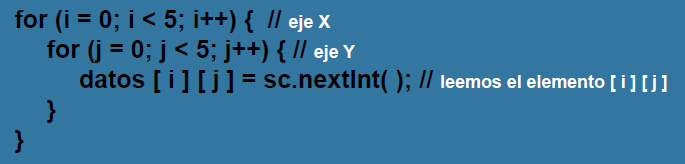 for (i = 0; i < 5; i++) {  // eje X
for (j = 0; j < 5; j++) { // eje Y
datos [ i ] [ j ] = sc.nextInt( ); // leemos el elemento [ i ] [ j ]
}
}